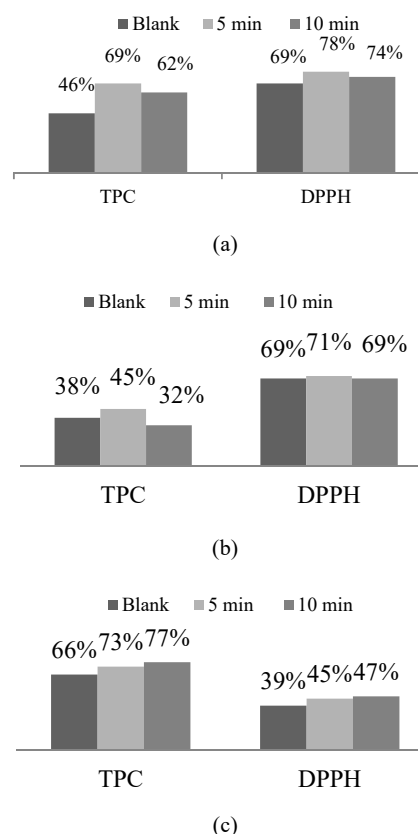 Blank 5 min 10 min
46% 69% 62% 69% 78% 74%
TPC DPPH
(a)
Blank 5 min 10 min
38% 45% 32% 69% 71% 69%
TPC DPPH
(b)
Blank 5 min 10 min
66% 73% 77% 39% 45% 47%
TPC DPPH
(c)